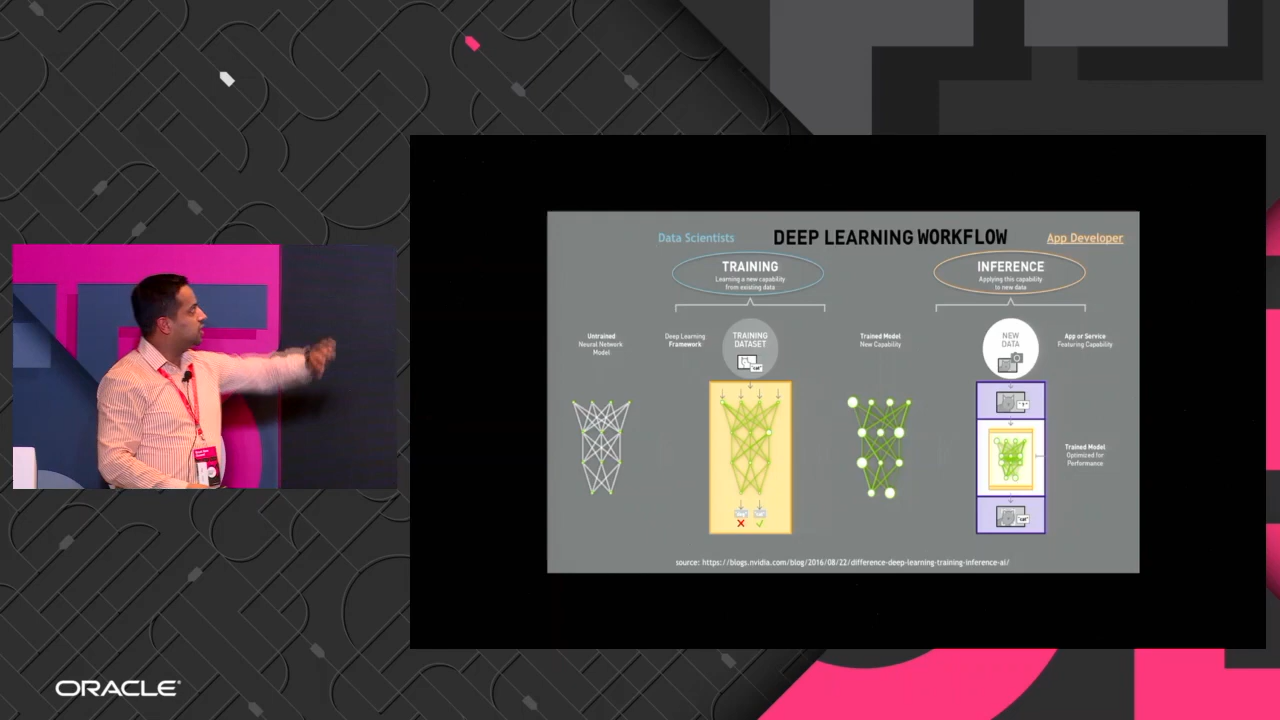 Data Scientists
DEEP LEARNING WORKFLOW
App Developer
TRAINING
Learning a new capability
from existing data
INFERENCE
Applying this capability
to new data
Untrained
Neural Network
Model
Deep Learning
Framework
TRAINING
DATASET
"cat"
Trained Model
New Capability
NEW
DATA
App or Service
Featuring Capability
"?"
Trained Model
Optimized for
Performance
"cat"
source: https://blogs.nvidia.com/blog/2016/08/22/difference-deep-learning-training-inference-ai/
ORACLE®